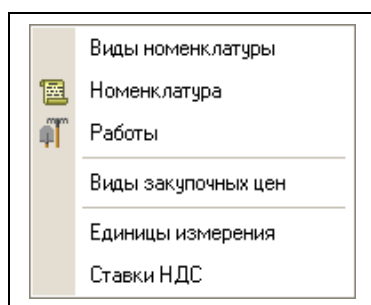 Виды номенклатуры
Номенклатура
Работы
Виды закупочных цен
Единицы измерения
Ставки НДС